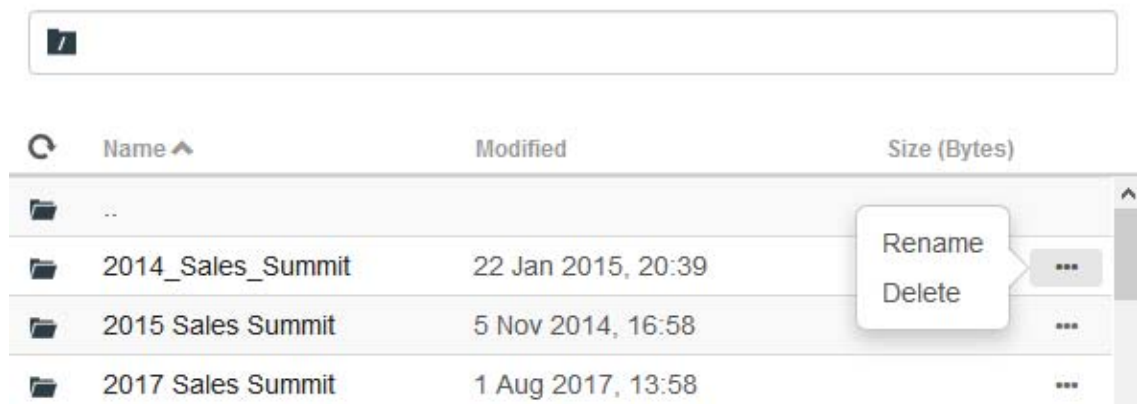 /
Name Modified Size (Bytes)
..
2014_Sales_Summit 22 Jan 2015, 20:39 Rename ...
Delete
2015 Sales Summit 5 Nov 2014, 16:58 ...
2017 Sales Summit 1 Aug 2017, 13:58 ...